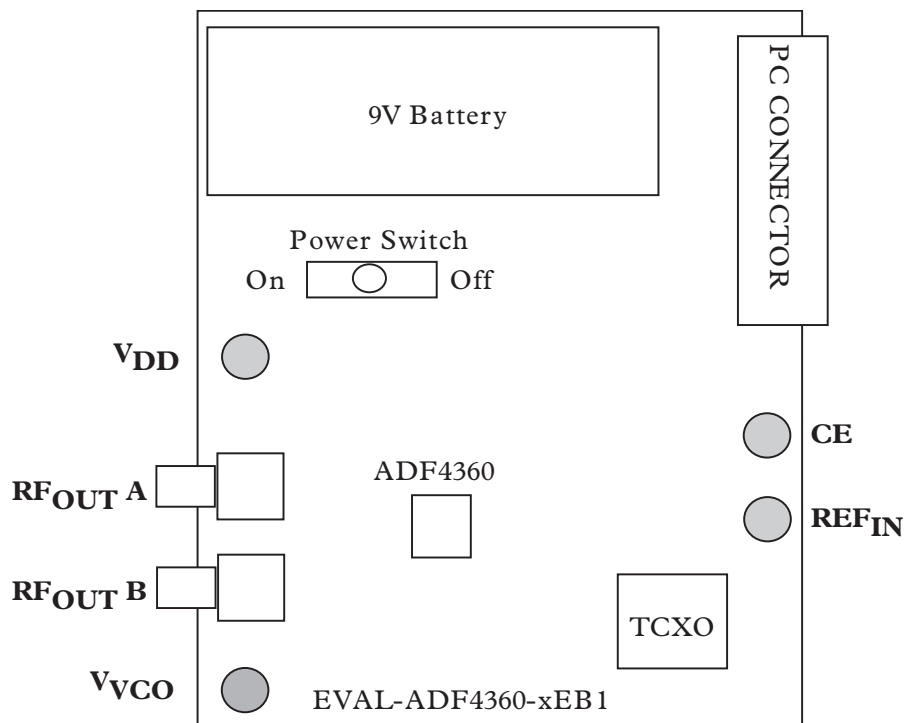 9V Battery
PC CONNECTOR
Power Switch
On Off
VDD
CE
ADF4360
RFOUT A
REFIN
RFOUT B
TCXO
VVCO
EVAL-ADF4360-xEB1